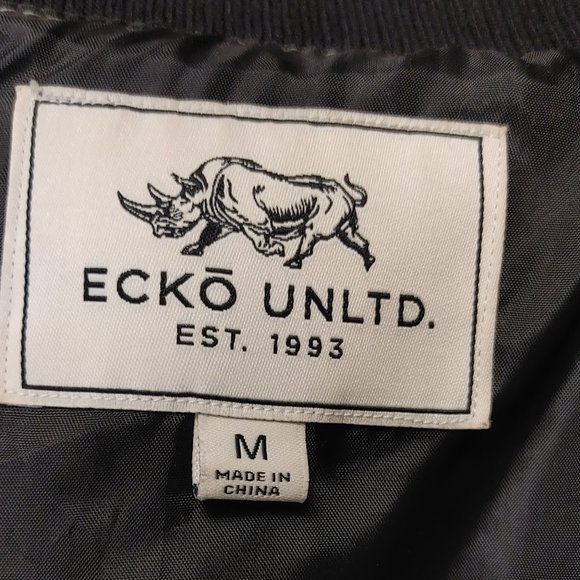 ECKŌ UNLTD.
EST. 1993
M
MADE IN
CHINA